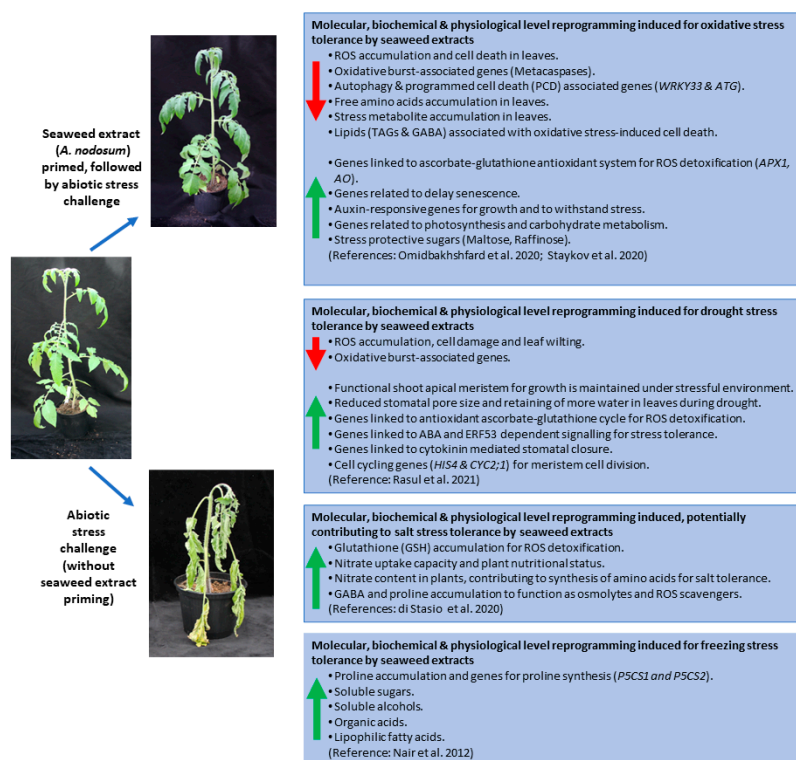 Seaweed extract
(A. nodosum)
primed, followed
by abiotic stress
challenge
Abiotic
stress
challenge
(without
seaweed extract
priming)
Molecular, biochemical & physiological level reprogramming induced for oxidative stress
tolerance by seaweed extracts
• ROS accumulation and cell death in leaves.
• Oxidative burst-associated genes (Metacaspases).
• Autophagy & programmed cell death (PCD) associated genes (WRKY33 & ATG).
• Free amino acids accumulation in leaves.
• Stress metabolite accumulation in leaves.
• Lipids (TAGs & GABA) associated with oxidative stress-induced cell death.
• Genes linked to ascorbate-glutathione antioxidant system for ROS detoxification (APX1,
AO).
• Genes related to delay senescence.
• Auxin-responsive genes for growth and to withstand stress.
• Genes related to photosynthesis and carbohydrate metabolism.
• Stress protective sugars (Maltose, Raffinose).
(References: Omidbakhshfard et al. 2020; Staykov et al. 2020)
Molecular, biochemical & physiological level reprogramming induced for drought stress
tolerance by seaweed extracts
• ROS accumulation, cell damage and leaf wilting.
• Oxidative burst-associated genes.
• Functional shoot apical meristem for growth is maintained under stressful environment.
• Reduced stomatal pore size and retaining of more water in leaves during drought.
• Genes linked to antioxidant ascorbate-glutathione cycle for ROS detoxification.
• Genes linked to ABA and ERF53 dependent signalling for stress tolerance.
• Genes linked to cytokinin mediated stomatal closure.
• Cell cycling genes (HIS4 & CYC2;1) for meristem cell division.
(Reference: Rasul et al. 2021)
Molecular, biochemical & physiological level reprogramming induced, potentially
contributing to salt stress tolerance by seaweed extracts
• Glutathione (GSH) accumulation for ROS detoxification.
• Nitrate uptake capacity and plant nutritional status.
• Nitrate content in plants, contributing to synthesis of amino acids for salt tolerance.
• GABA and proline accumulation to function as osmolytes and ROS scavengers.
(References: di Stasio et al. 2020)
Molecular, biochemical & physiological level reprogramming induced for freezing stress
tolerance by seaweed extracts
• Proline accumulation and genes for proline synthesis (P5CS1 and P5CS2).
• Soluble sugars.
• Soluble alcohols.
• Organic acids.
• Lipophilic fatty acids.
(Reference: Nair et al. 2012)